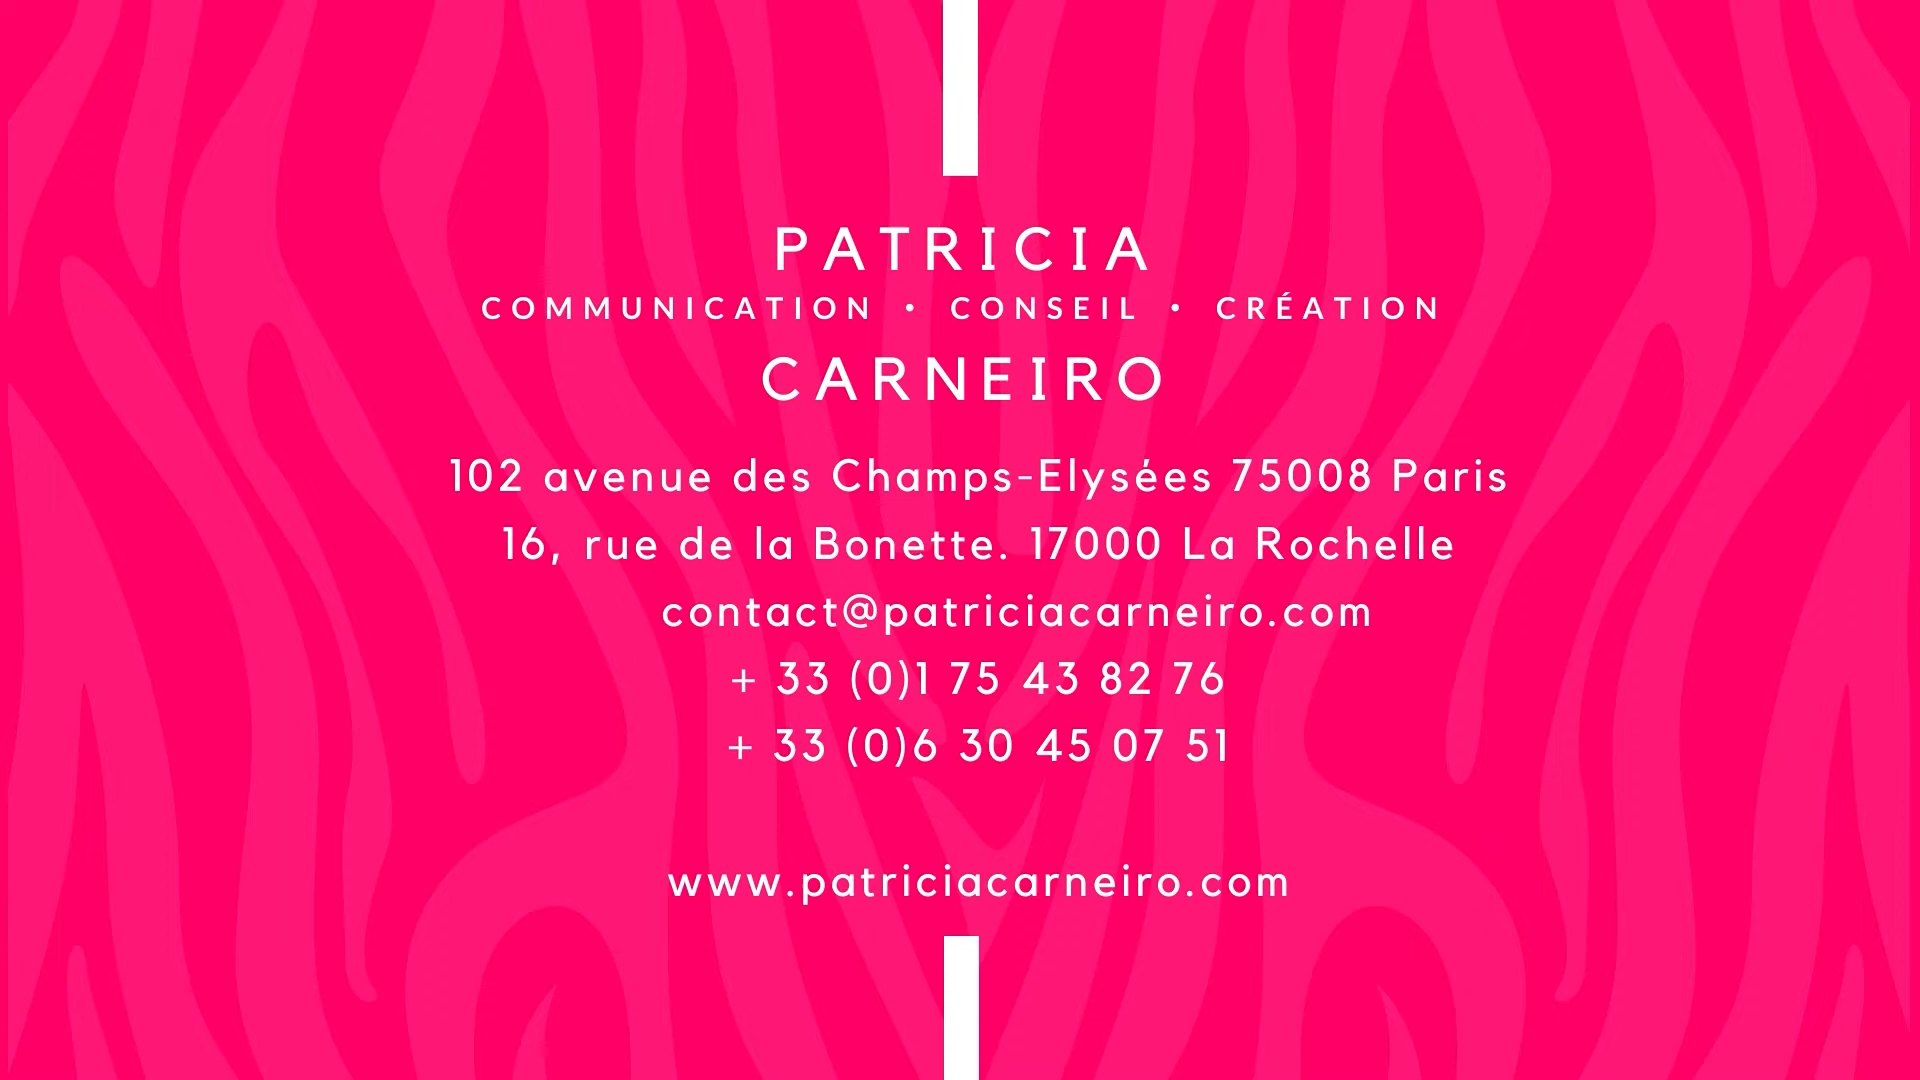 PATRICIA
COMMUNICATION • CONSEIL • CRÉATION
CARNEIRO
102 avenue des Champs-Elysées 75008 Paris
16, rue de la Bonette. 17000 La Rochelle
contact@patriciacarneiro.com
+ 33 (0)1 75 43 82 76
+ 33 (0)6 30 45 07 51
www.patriciacarneiro.com